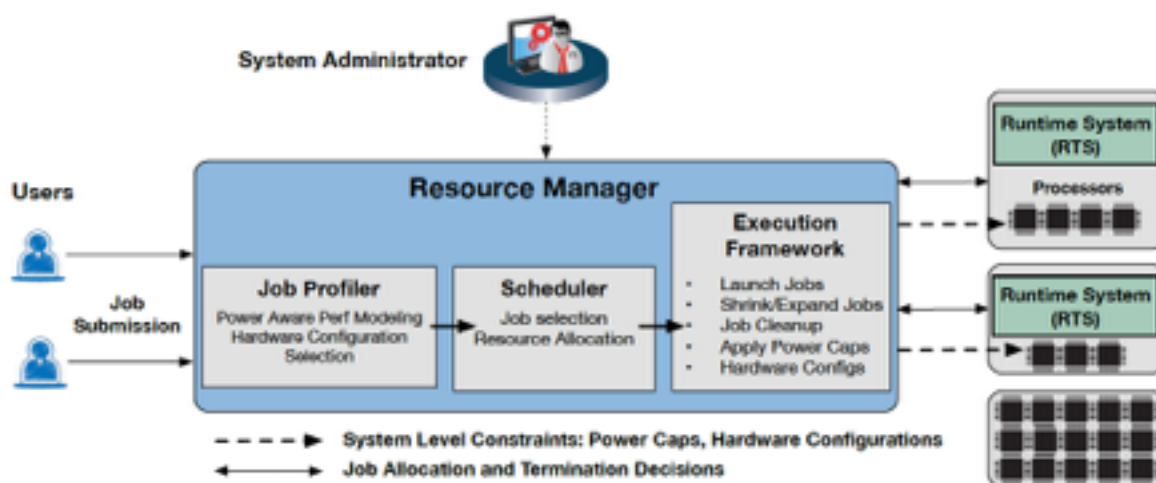 System Administrator
Users
Job
Submission
Resource Manager
Job Profiler
Power Aware Perf Modeling
Hardware Configuration
Selection
Scheduler
Job selection
Resource Allocation
Execution
Framework
• Launch Jobs
• Shrink/Expand Jobs
• Job Cleanup
• Apply Power Caps
• Hardware Configs
Runtime System
(RTS)
Processors
Runtime System
(RTS)
System Level Constraints: Power Caps, Hardware Configurations
Job Allocation and Termination Decisions